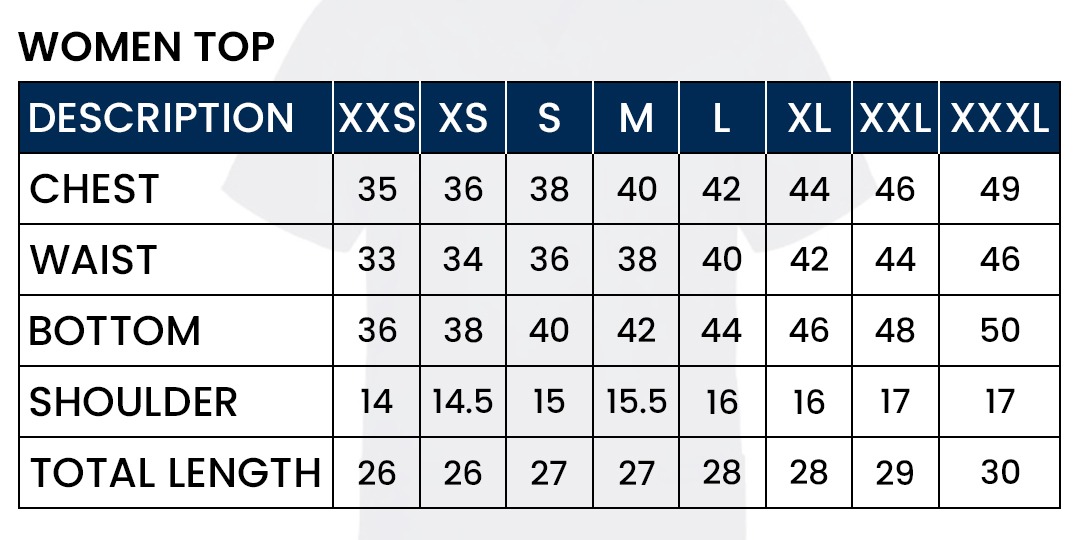 WOMEN TOP
DESCRIPTION XXS XS S M L XL XXL XXXL
CHEST 35 36 38 40 42 44 46 49
WAIST 33 34 36 38 40 42 44 46
BOTTOM 36 38 40 42 44 46 48 50
SHOULDER 14 14.5 15 15.5 16 16 17 17
TOTAL LENGTH 26 26 27 27 28 28 29 30